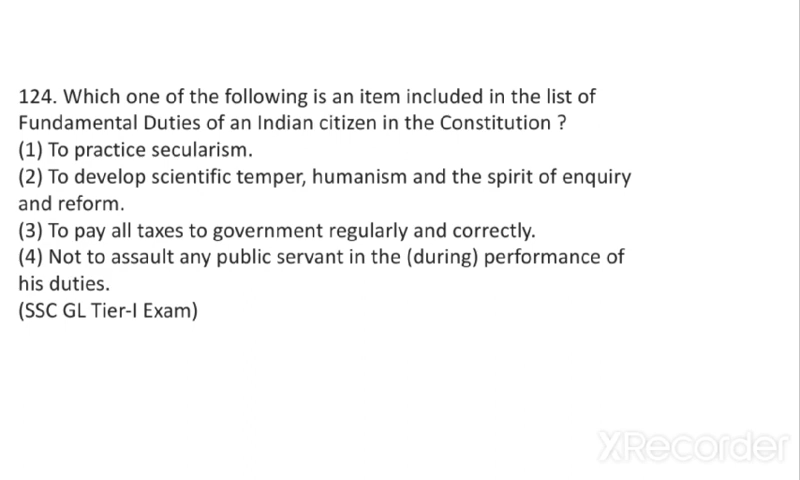 124. Which one of the following is an item included in the list of
Fundamental Duties of an Indian citizen in the Constitution ?
(1) To practice secularism.
(2) To develop scientific temper, humanism and the spirit of enquiry
and reform.
(3) To pay all taxes to government regularly and correctly.
(4) Not to assault any public servant in the (during) performance of
his duties.
(SSC GL Tier-I Exam)
XRecorder